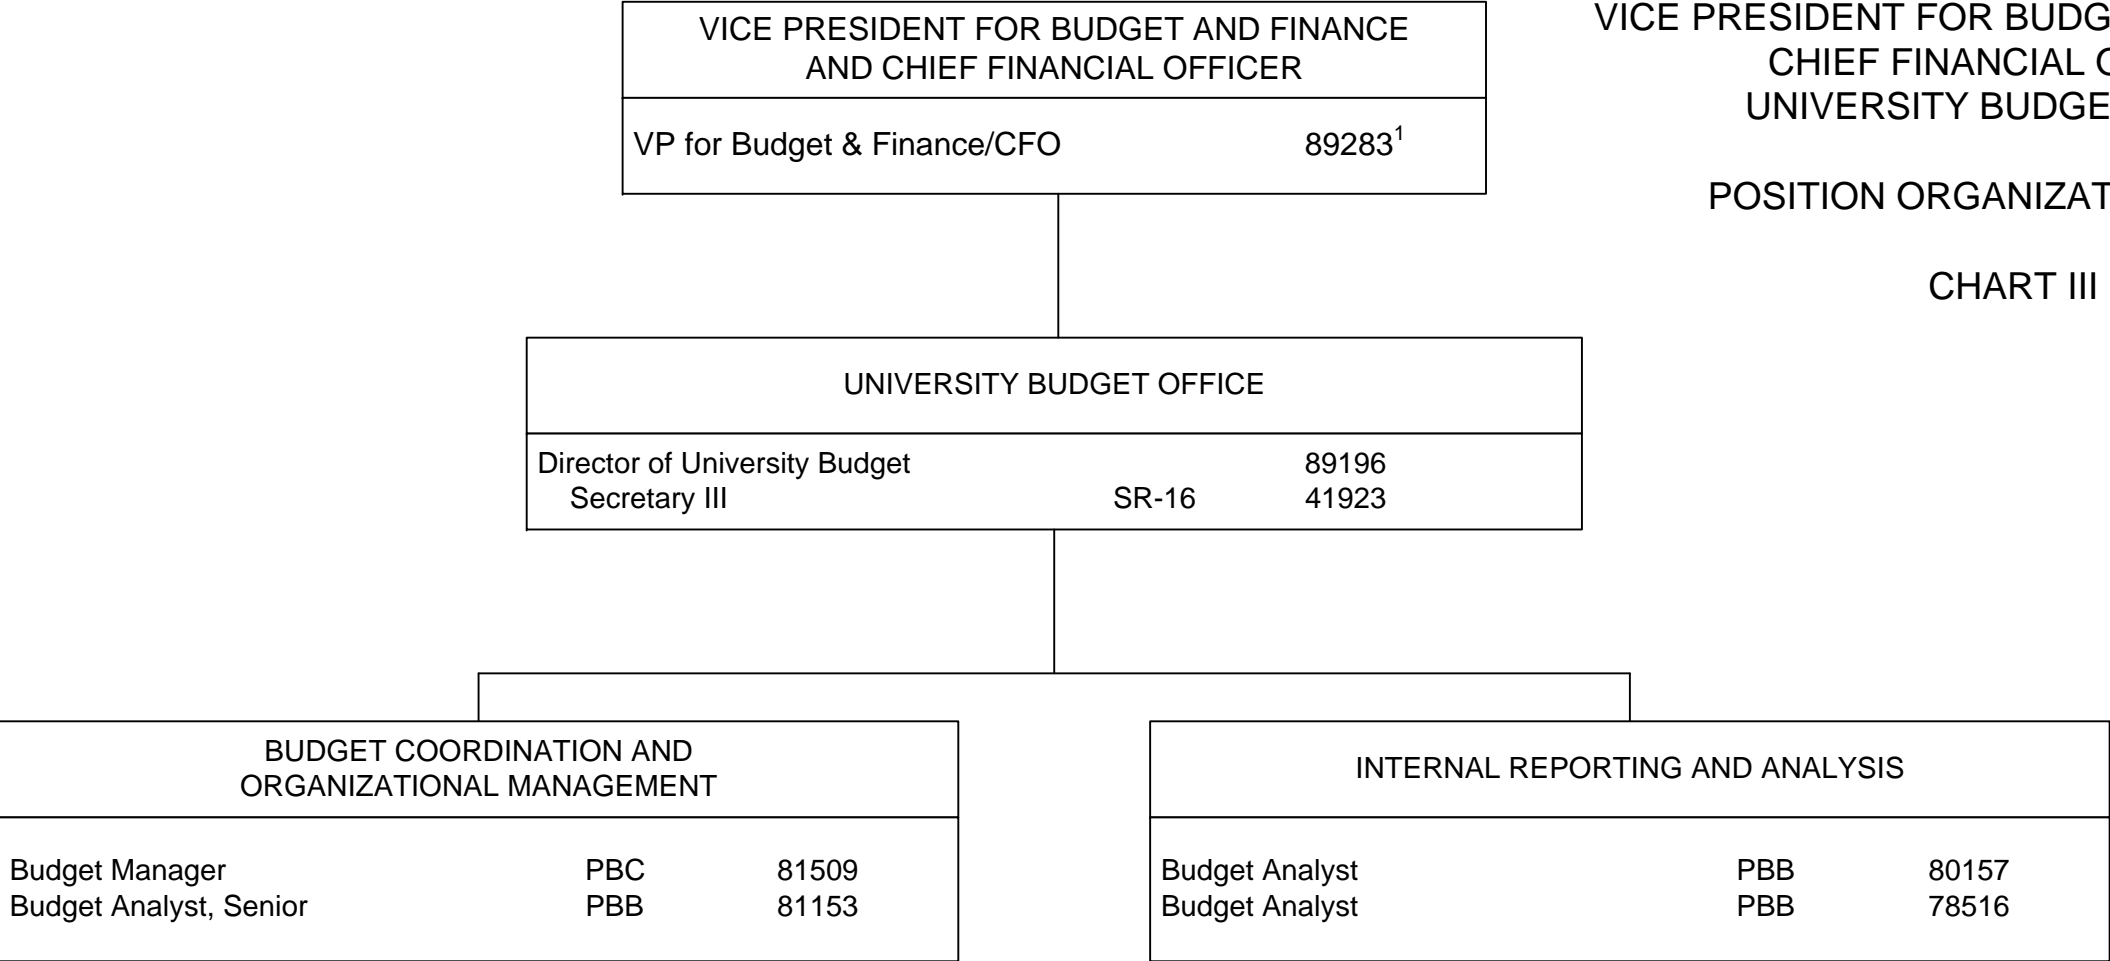 VICE PRESIDENT FOR BUDGET AND FINANCE
AND CHIEF FINANCIAL OFFICER
VP for Budget & Finance/CFO 89283¹
VICE PRESIDENT FOR
CHIEF FINANCIAL
UNIVERSITY
POSITION
CHART III
UNIVERSITY BUDGET OFFICE
Director of University Budget 89196
Secretary III SR-16 41923
BUDGET COORDINATION AND
ORGANIZATIONAL MANAGEMENT
Budget Manager PBC 81509
Budget Analyst, Senior PBB 81153
INTERNAL REPORTING AND ANALYSIS
Budget Analyst PBB 80157
Budget Analyst PBB 78516